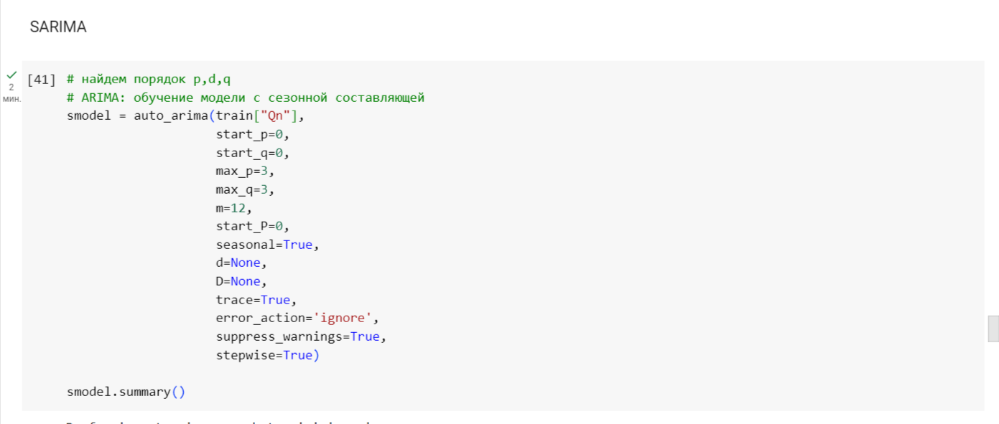 SARIMA
[41] # найдем порядок p,d,q
2
мин.
# ARIMA: обучение модели с сезонной составляющей
smodel = auto_arima(train["Qn"],
start_p=0,
start_q=0,
max_p=3,
max_q=3,
m=12,
start_P=0,
seasonal=True,
d=None,
D=None,
trace=True,
error_action='ignore',
suppress_warnings=True,
stepwise=True)
smodel.summary()